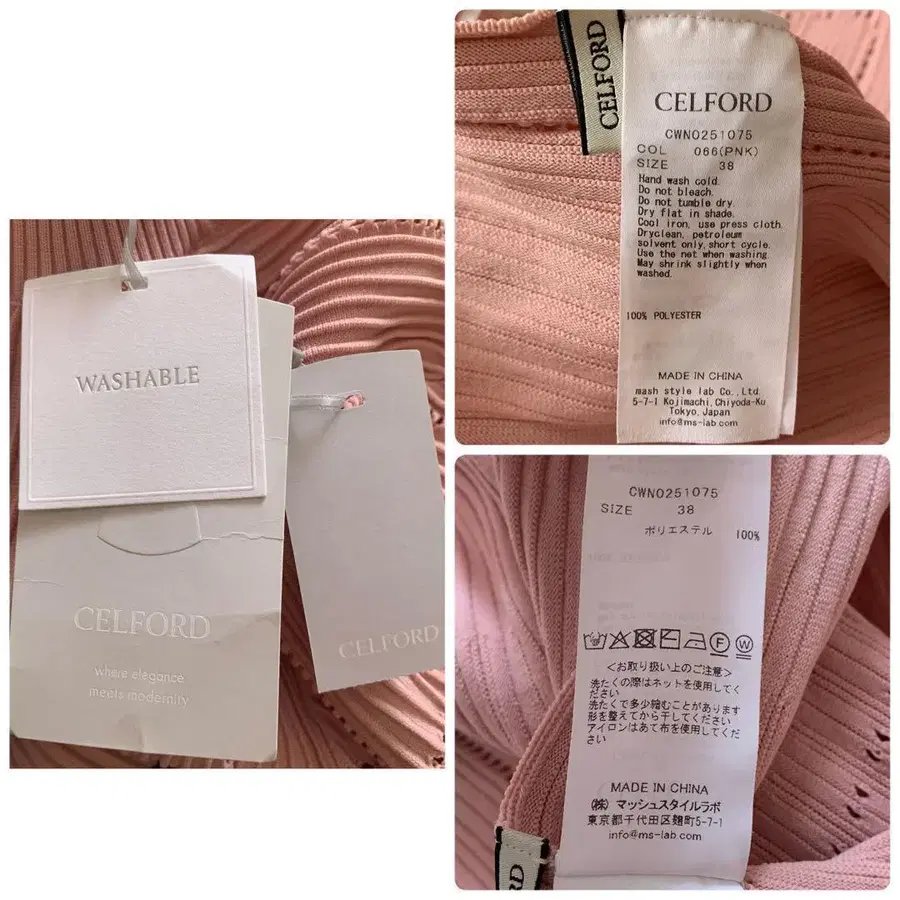 WASHABLE
CELFORD
where elegance
meets modernity
CELFORD
CELFORD
CELFORD
CWNO251075
COL 066(PNK)
SIZE 38
Hand wash cold.
Do not bleach.
Do not tumble dry.
Dry flat in shade.
Cool iron, use press cloth.
Dryclean, petroleum
solvent only,short cycle.
Use the net when washing.
May shrink slightly when
washed.
100% POLYESTER
MADE IN CHINA
mash style lab Co.,Ltd.
5-7-1 Kojimachi,Chiyoda-Ku
Tokyo,Japan
info@ms-lab.com
CWNO251075
SIZE 38
ポリエステル 100%
F W
<お取り扱い上のご注意>
洗たくの際はネットを使用してく
ださい
洗たくで多少縮むことがあります
形を整えてから干してください
アイロンはあて布を使用してくだ
さい
MADE IN CHINA
(株) マッシュスタイルラボ
東京都千代田区麹町5-7-1
info@ms-lab.com
RD